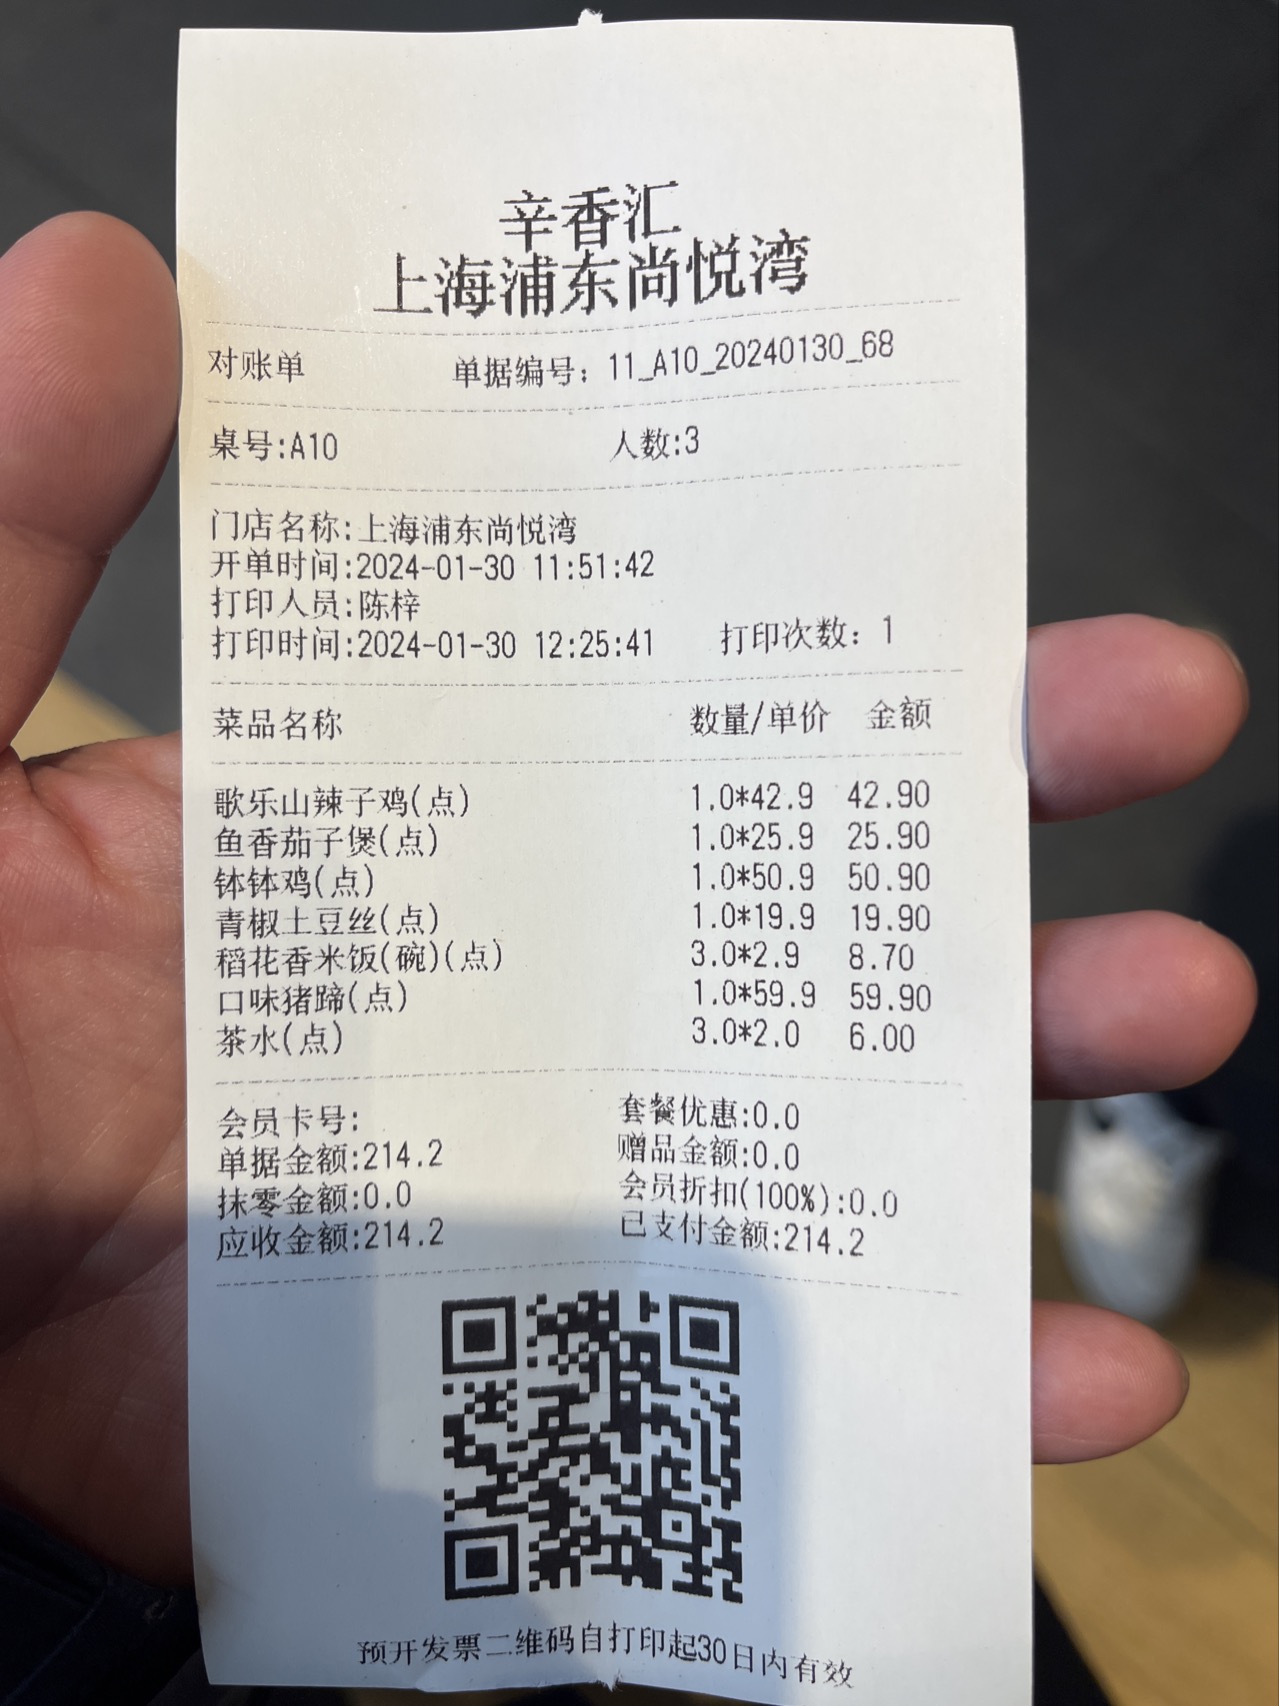 辛香汇
上海浦东尚悦湾
对账单 单据编号：11_A10_20240130_68
桌号:A10 人数:3
门店名称:上海浦东尚悦湾
开单时间:2024-01-30 11:51:42
打印人员:陈梓
打印时间:2024-01-30 12:25:41 打印次数：1
菜品名称 数量/单价 金额
歌乐山辣子鸡(点) 1.0*42.9 42.90
鱼香茄子煲(点) 1.0*25.9 25.90
钵钵鸡(点) 1.0*50.9 50.90
青椒土豆丝(点) 1.0*19.9 19.90
稻花香米饭(碗)(点) 3.0*2.9 8.70
口味猪蹄(点) 1.0*59.9 59.90
茶水(点) 3.0*2.0 6.00
会员卡号: 套餐优惠:0.0
单据金额:214.2 赠品金额:0.0
抹零金额:0.0 会员折扣(100%):0.0
应收金额:214.2 已支付金额:214.2
预开发票二维码自打印起30日内有效